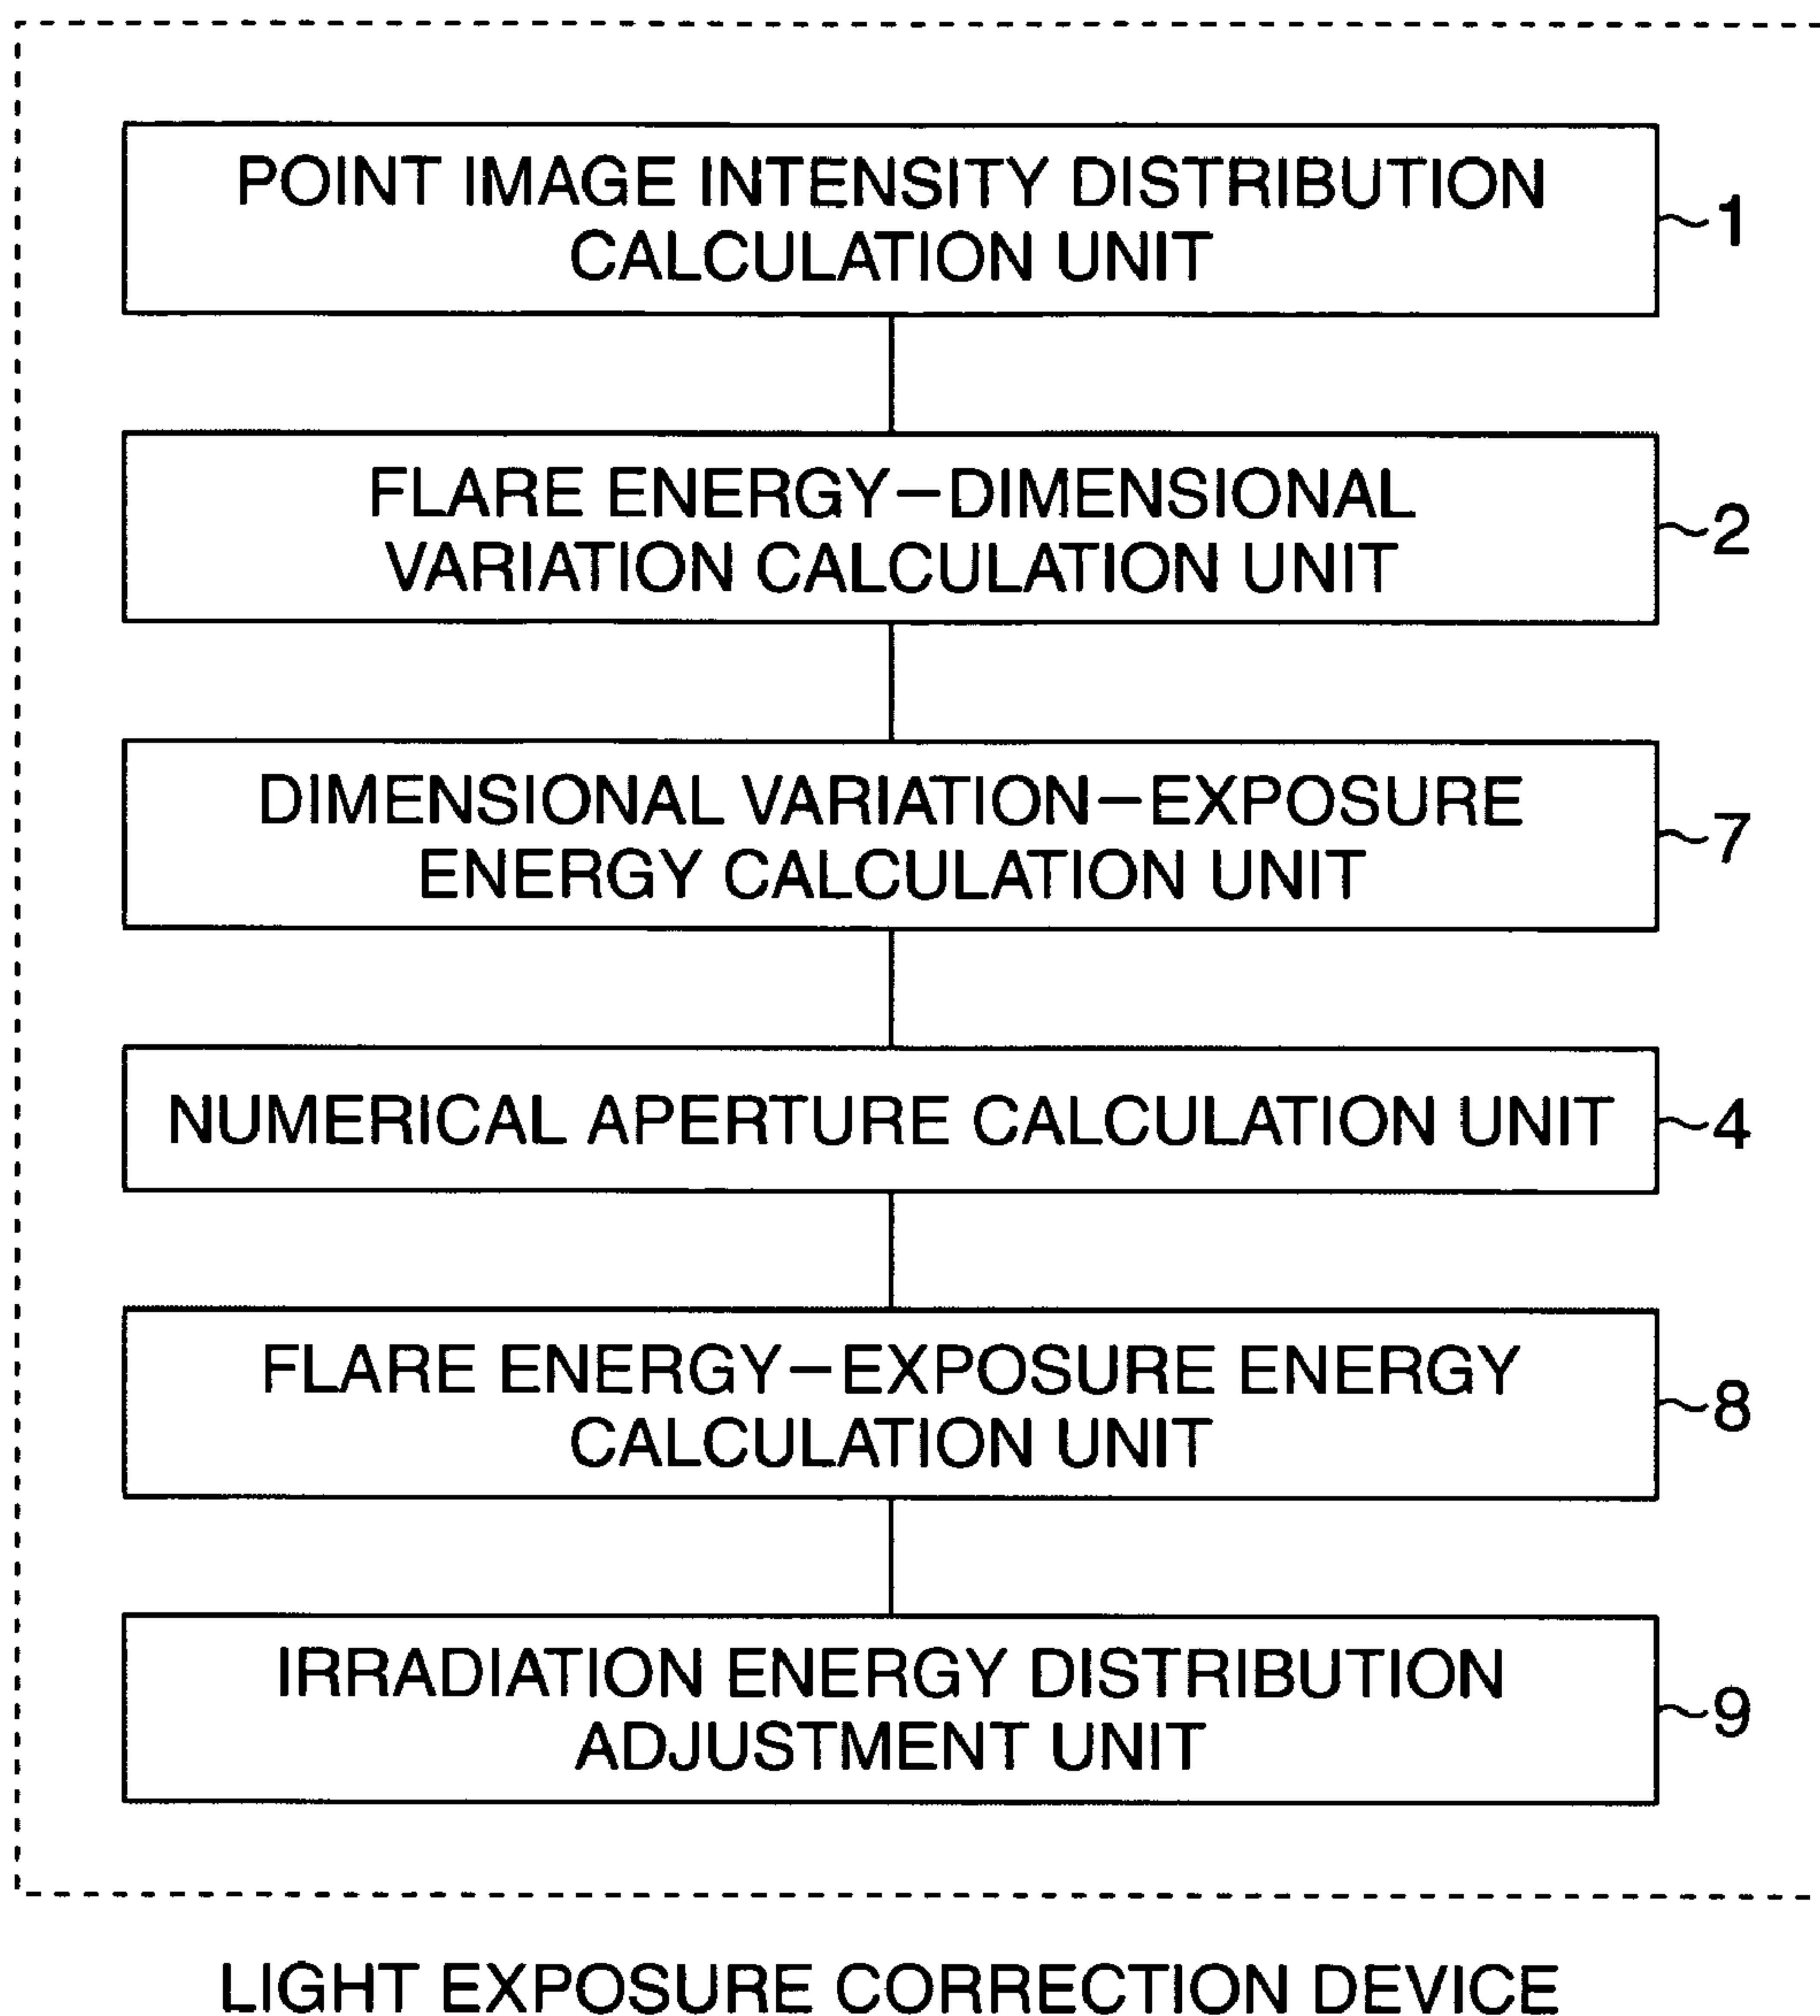 POINT IMAGE INTENSITY DISTRIBUTION
CALCULATION UNIT
1
FLARE ENERGY—DIMENSIONAL
VARIATION CALCULATION UNIT
2
DIMENSIONAL VARIATION—EXPOSURE
ENERGY CALCULATION UNIT
7
NUMERICAL APERTURE CALCULATION UNIT
4
FLARE ENERGY—EXPOSURE ENERGY
CALCULATION UNIT
8
IRRADIATION ENERGY DISTRIBUTION
ADJUSTMENT UNIT
9
LIGHT EXPOSURE CORRECTION DEVICE